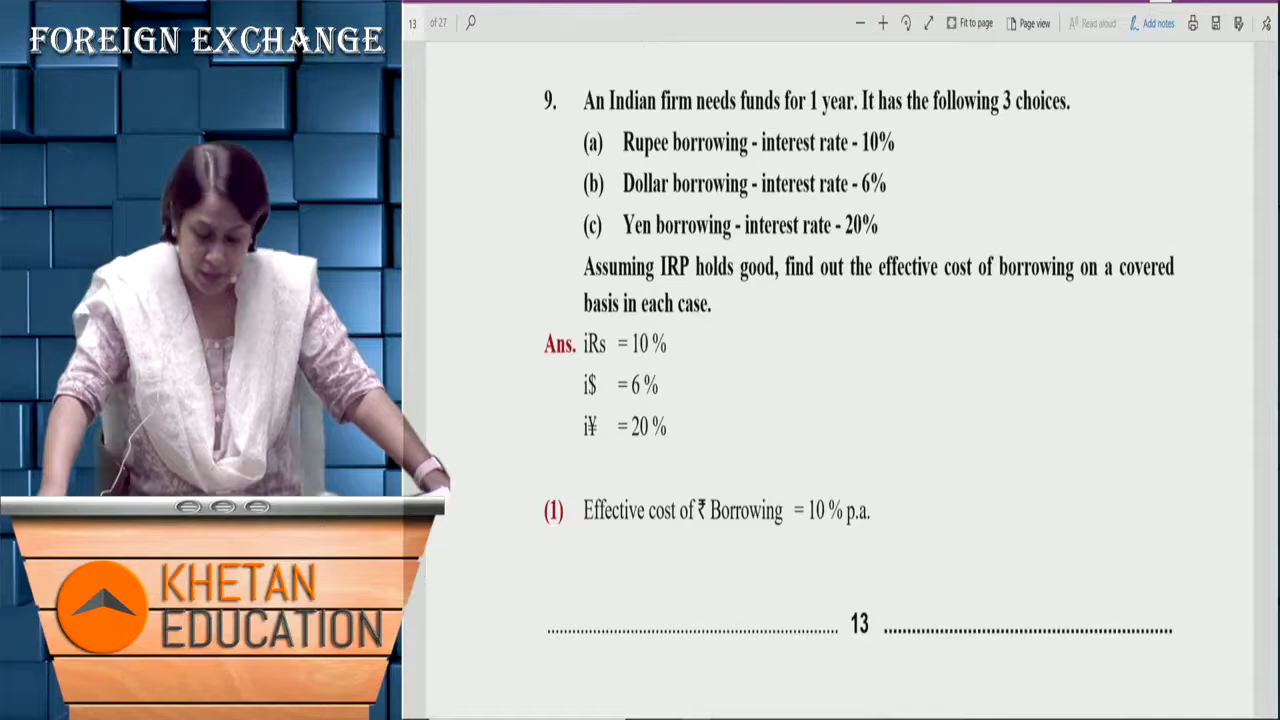 FOREIGN EXCHANGE
13 of 27
Fit to page
Page view
Read aloud
Add notes
9. An Indian firm needs funds for 1 year. It has the following 3 choices.
(a) Rupee borrowing - interest rate - 10%
(b) Dollar borrowing - interest rate - 6%
(c) Yen borrowing - interest rate - 20%
Assuming IRP holds good, find out the effective cost of borrowing on a covered
basis in each case.
Ans. iRs = 10 %
i$ = 6 %
i¥ = 20 %
(1) Effective cost of ₹ Borrowing = 10 % p.a.
13
KHETAN
EDUCATION